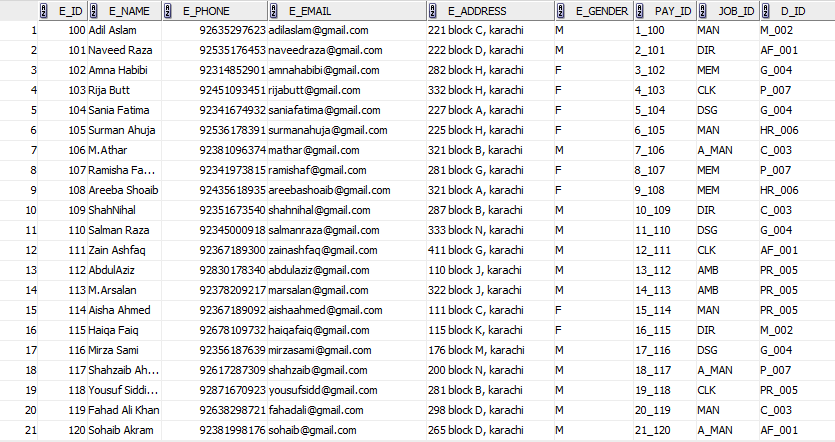 E_ID E_NAME E_PHONE E_EMAIL E_ADDRESS E_GENDER PAY_ID JOB_ID D_ID
1 100 Adil Aslam 92635297623 adilaslam@gmail.com 221 block C, karachi M 1_100 MAN M_002
2 101 Naveed Raza 92535176453 naveedraza@gmail.com 222 block D, karachi M 2_101 DIR AF_001
3 102 Amna Habibi 92314852901 amnahabibi@gmail.com 282 block H, karachi F 3_102 MEM G_004
4 103 Rija Butt 92451093451 rijabutt@gmail.com 332 block H, karachi F 4_103 CLK P_007
5 104 Sania Fatima 92341674932 saniafatima@gmail.com 227 block A, karachi F 5_104 DSG G_004
6 105 Surman Ahuja 92536178391 surmanahuja@gmail.com 225 block H, karachi F 6_105 MAN HR_006
7 106 M.Athar 92381096374 mathar@gmail.com 321 block B, karachi M 7_106 A_MAN C_003
8 107 Ramisha Fa... 92341973815 ramishaf@gmail.com 281 block G, karachi F 8_107 MEM P_007
9 108 Areeba Shoaib 92435618935 areebashoaib@gmail.com 321 block A, karachi F 9_108 MEM HR_006
10 109 ShahNihal 92351673540 shahnihal@gmail.com 287 block B, karachi M 10_109 DIR C_003
11 110 Salman Raza 92345000918 salmanraza@gmail.com 333 block N, karachi M 11_110 DSG G_004
12 111 Zain Ashfaq 92367189300 zainashfaq@gmail.com 411 block G, karachi M 12_111 CLK AF_001
13 112 AbdulAziz 92830178340 abdulaziz@gmail.com 110 block J, karachi M 13_112 AMB PR_005
14 113 M.Arsalan 92378209217 marsalan@gmail.com 322 block J, karachi M 14_113 AMB PR_005
15 114 Aisha Ahmed 92367189092 aishaahmed@gmail.com 111 block C, karachi F 15_114 MAN PR_005
16 115 Haiqa Faiq 92678109732 haiqafaiq@gmail.com 115 block K, karachi F 16_115 DIR M_002
17 116 Mirza Sami 92356187639 mirzasami@gmail.com 176 block M, karachi M 17_116 DSG G_004
18 117 Shahzaib Ah... 92617287309 shahzaib@gmail.com 200 block N, karachi M 18_117 A_MAN P_007
19 118 Yousuf Siddi... 92871670923 yousufsidd@gmail.com 281 block B, karachi M 19_118 CLK PR_005
20 119 Fahad Ali Khan 92638298721 fahadali@gmail.com 298 block D, karachi M 20_119 MAN C_003
21 120 Sohaib Akram 92381998176 sohaib@gmail.com 265 block D, karachi M 21_120 A_MAN AF_001